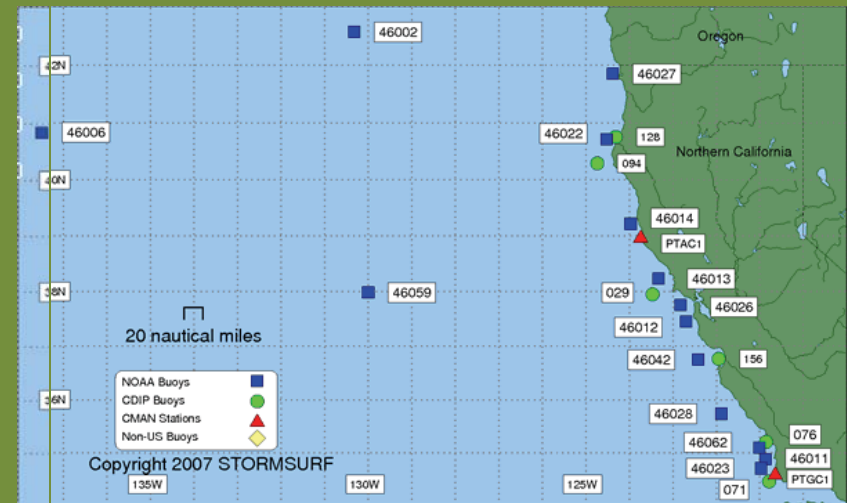 46002
Oregon
42N
46027
46006
46022
128
Northern California
094
40N
46014
PTAC1
46013
38N
46059
029
46026
20 nautical miles
46012
46042
156
NOAA Buoys
CDIP Buoys
36N
CMAN Stations
46028
Non-US Buoys
076
46062
46011
Copyright 2007 STORMSURF
46023
PTGC1
135W
130W
125W
071